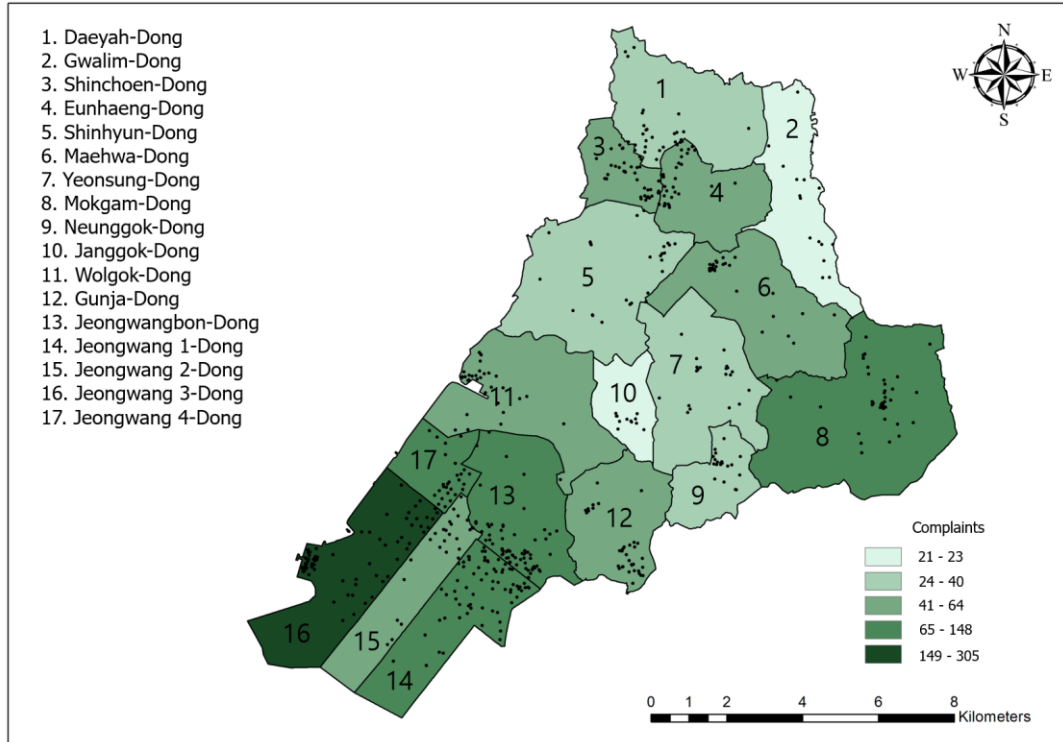 1. Daeyah-Dong
2. Gwalim-Dong
3. Shinchoen-Dong
4. Eunhaeng-Dong
5. Shinhyun-Dong
6. Maehwa-Dong
7. Yeonsung-Dong
8. Mokgam-Dong
9. Neunggok-Dong
10. Janggok-Dong
11. Wolgok-Dong
12. Gunja-Dong
13. Jeongwangbon-Dong
14. Jeongwang 1-Dong
15. Jeongwang 2-Dong
16. Jeongwang 3-Dong
17. Jeongwang 4-Dong
N
W E
S
1
2
3
4
5
6
7
10
11
8
17
13
9
12
16
15
14
Complaints
21 - 23
24 - 40
41 - 64
65 - 148
149 - 305
0 1 2 4 6 8
Kilometers